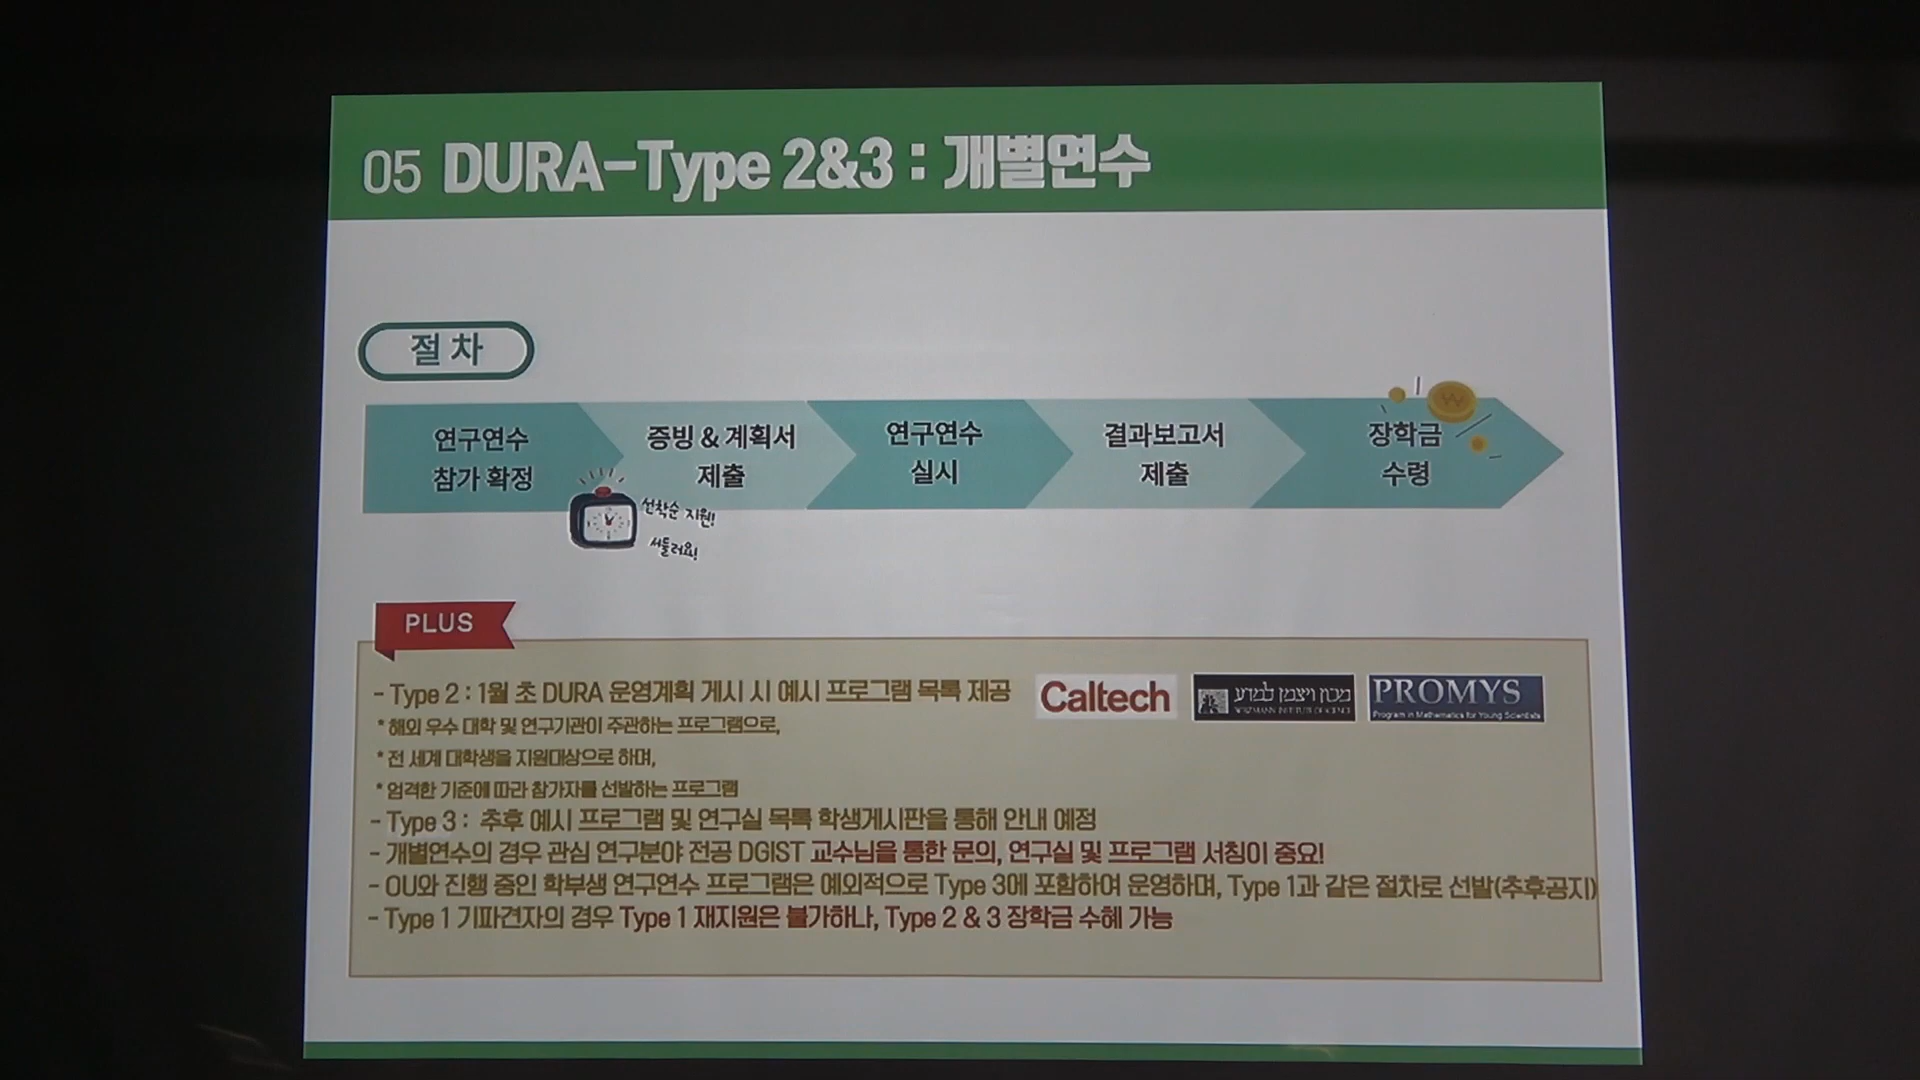 05 DURA-Type 2&3 : 개별연수
절 차
연구연수
참가 확정
증빙 & 계획서
제출
연구연수
실시
결과보고서
제출
장학금
수령
선착순 지원!
서둘러요!
PLUS
- Type 2 : 1월 초 DURA 운영계획 게시 시 예시 프로그램 목록 제공
Caltech
מכון ויצמן למדע
WEIZMANN INSTITUTE OF SCIENCE
PROMYS
Program in Mathematics for Young Scientists
* 해외 우수 대학 및 연구기관이 주관하는 프로그램으로,
* 전 세계 대학생을 지원대상으로 하며,
* 엄격한 기준에 따라 참가자를 선발하는 프로그램
- Type 3 : 추후 예시 프로그램 및 연구실 목록 학생게시판을 통해 안내 예정
- 개별연수의 경우 관심 연구분야 전공 DGIST 교수님을 통한 문의, 연구실 및 프로그램 서칭이 중요!
- OU와 진행 중인 학부생 연구연수 프로그램은 예외적으로 Type 3에 포함하여 운영하며, Type 1과 같은 절차로 선발(추후공지)
- Type 1 기파견자의 경우 Type 1 재지원은 불가하나, Type 2 & 3 장학금 수혜 가능